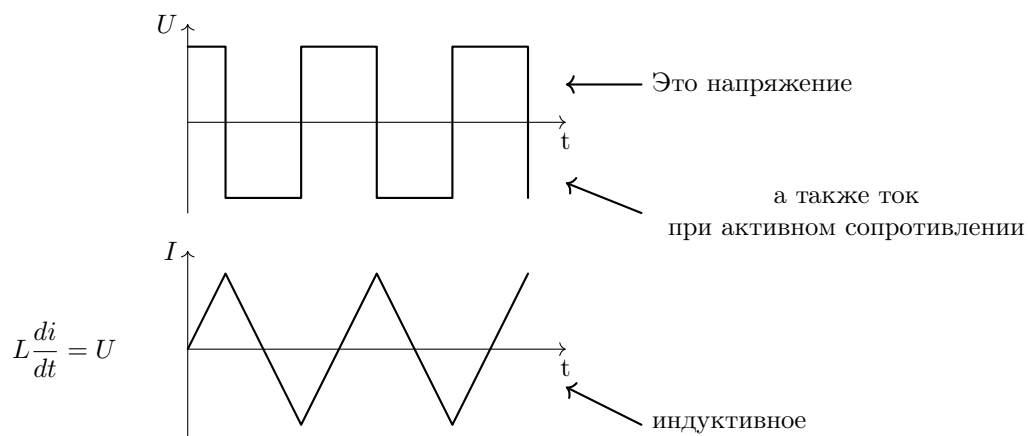 U
Это напряжение
t
а также ток
при активном сопротивлении
I
L di/dt = U
t
индуктивное